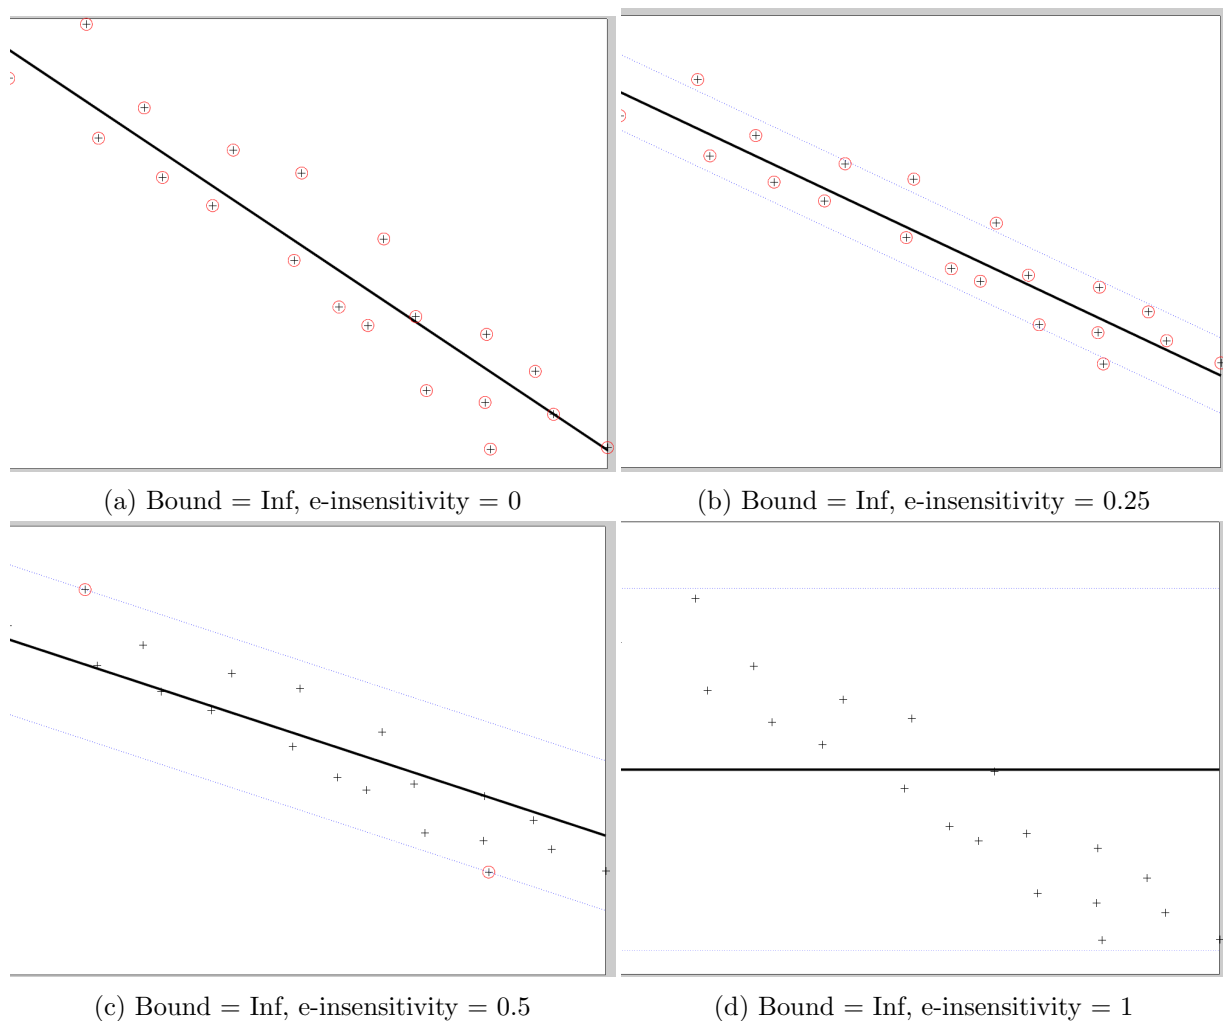 (a) Bound = Inf, e-insensitivity = 0
(b) Bound = Inf, e-insensitivity = 0.25
(c) Bound = Inf, e-insensitivity = 0.5
(d) Bound = Inf, e-insensitivity = 1